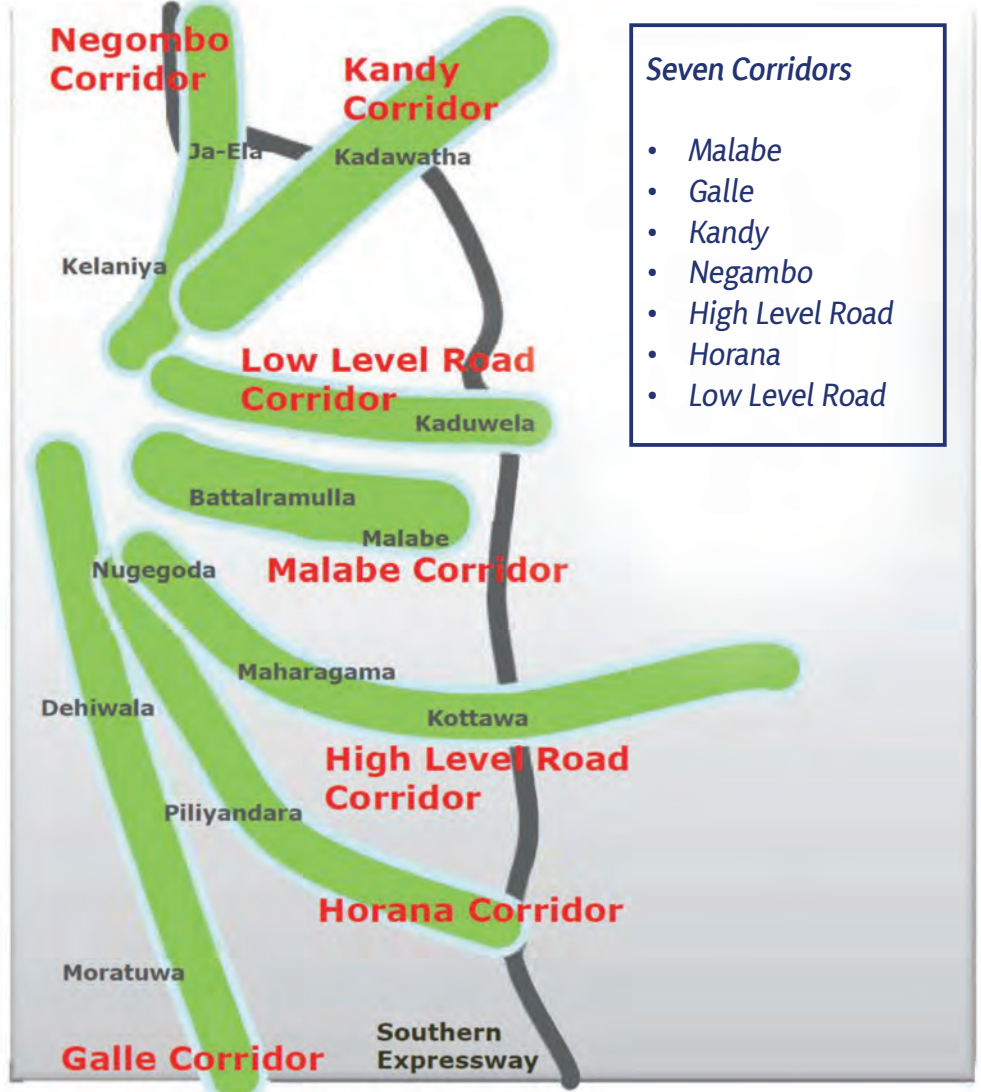 Negombo
Corridor
Kandy
Corridor
Ja-Ela
Kadawatha
Kelaniya
Low Level Road
Corridor
Kaduwela
Battalramulla
Malabe
Malabe Corridor
Nugegoda
Maharagama
Dehiwala
Kottawa
High Level Road
Corridor
Piliyandara
Horana Corridor
Moratuwa
Southern
Expressway
Galle Corridor
Seven Corridors
• Malabe
• Galle
• Kandy
• Negambo
• High Level Road
• Horana
• Low Level Road